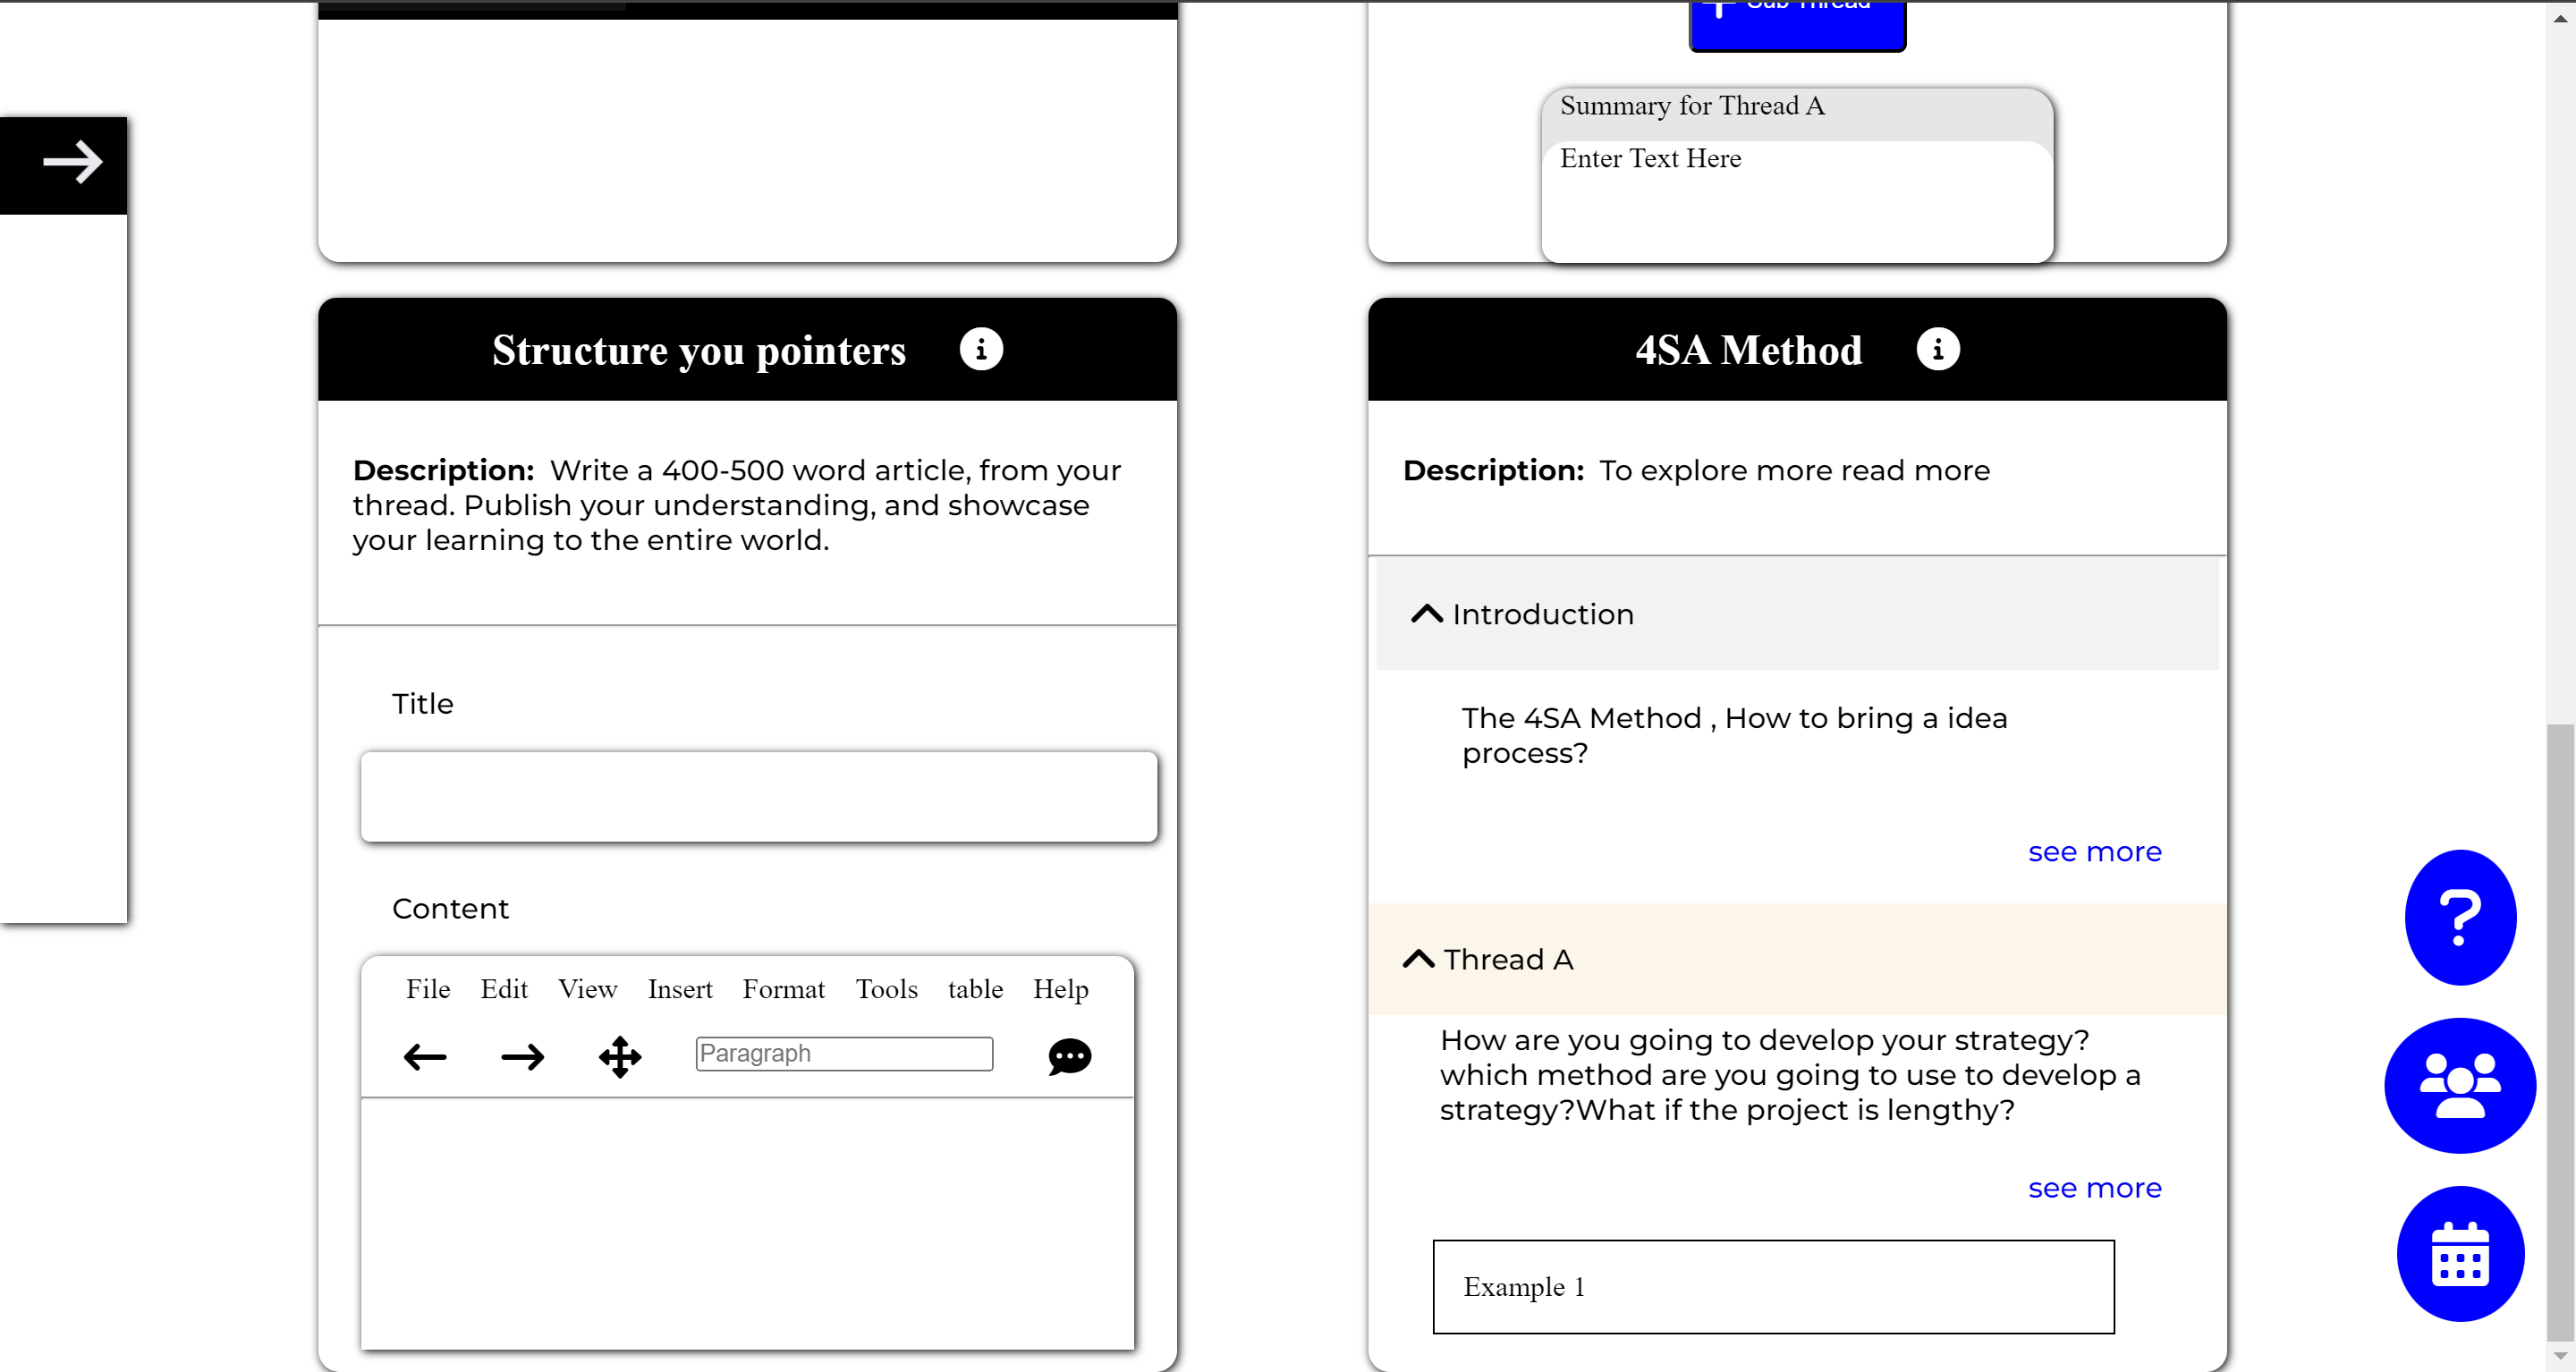 Sub Thread
Summary for Thread A
Enter Text Here
Structure you pointers
Description: Write a 400-500 word article, from your
thread. Publish your understanding, and showcase
your learning to the entire world.
Title
Content
File Edit View Insert Format Tools table Help
Paragraph
4SA Method
Description: To explore more read more
Introduction
The 4SA Method , How to bring a idea
process?
see more
Thread A
How are you going to develop your strategy?
which method are you going to use to develop a
strategy?What if the project is lengthy?
see more
Example 1